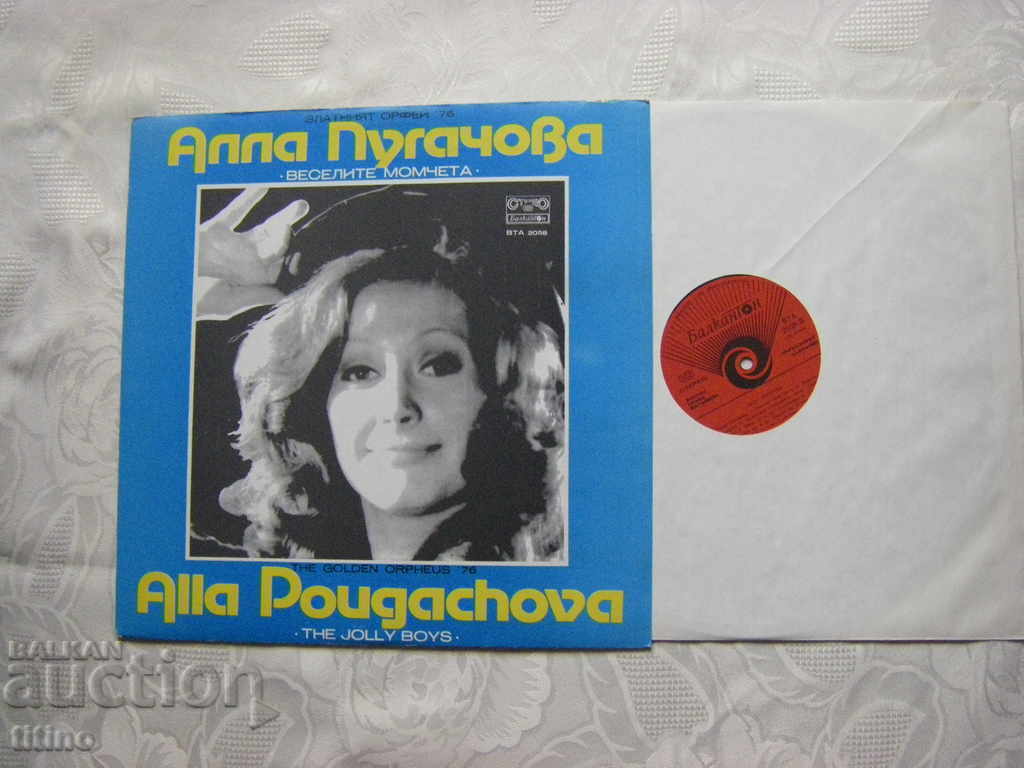 ЗЛАТНИЯТ ОРФЕЙ '76
Алла Пугачова
· ВЕСЕЛИТЕ МОМЧЕТА ·
Балкантон
ВТА 2058
THE GOLDEN ORPHEUS '76
Alla Pougachova
· THE JOLLY BOYS ·
Балкантон
BALKAN
auction
titino